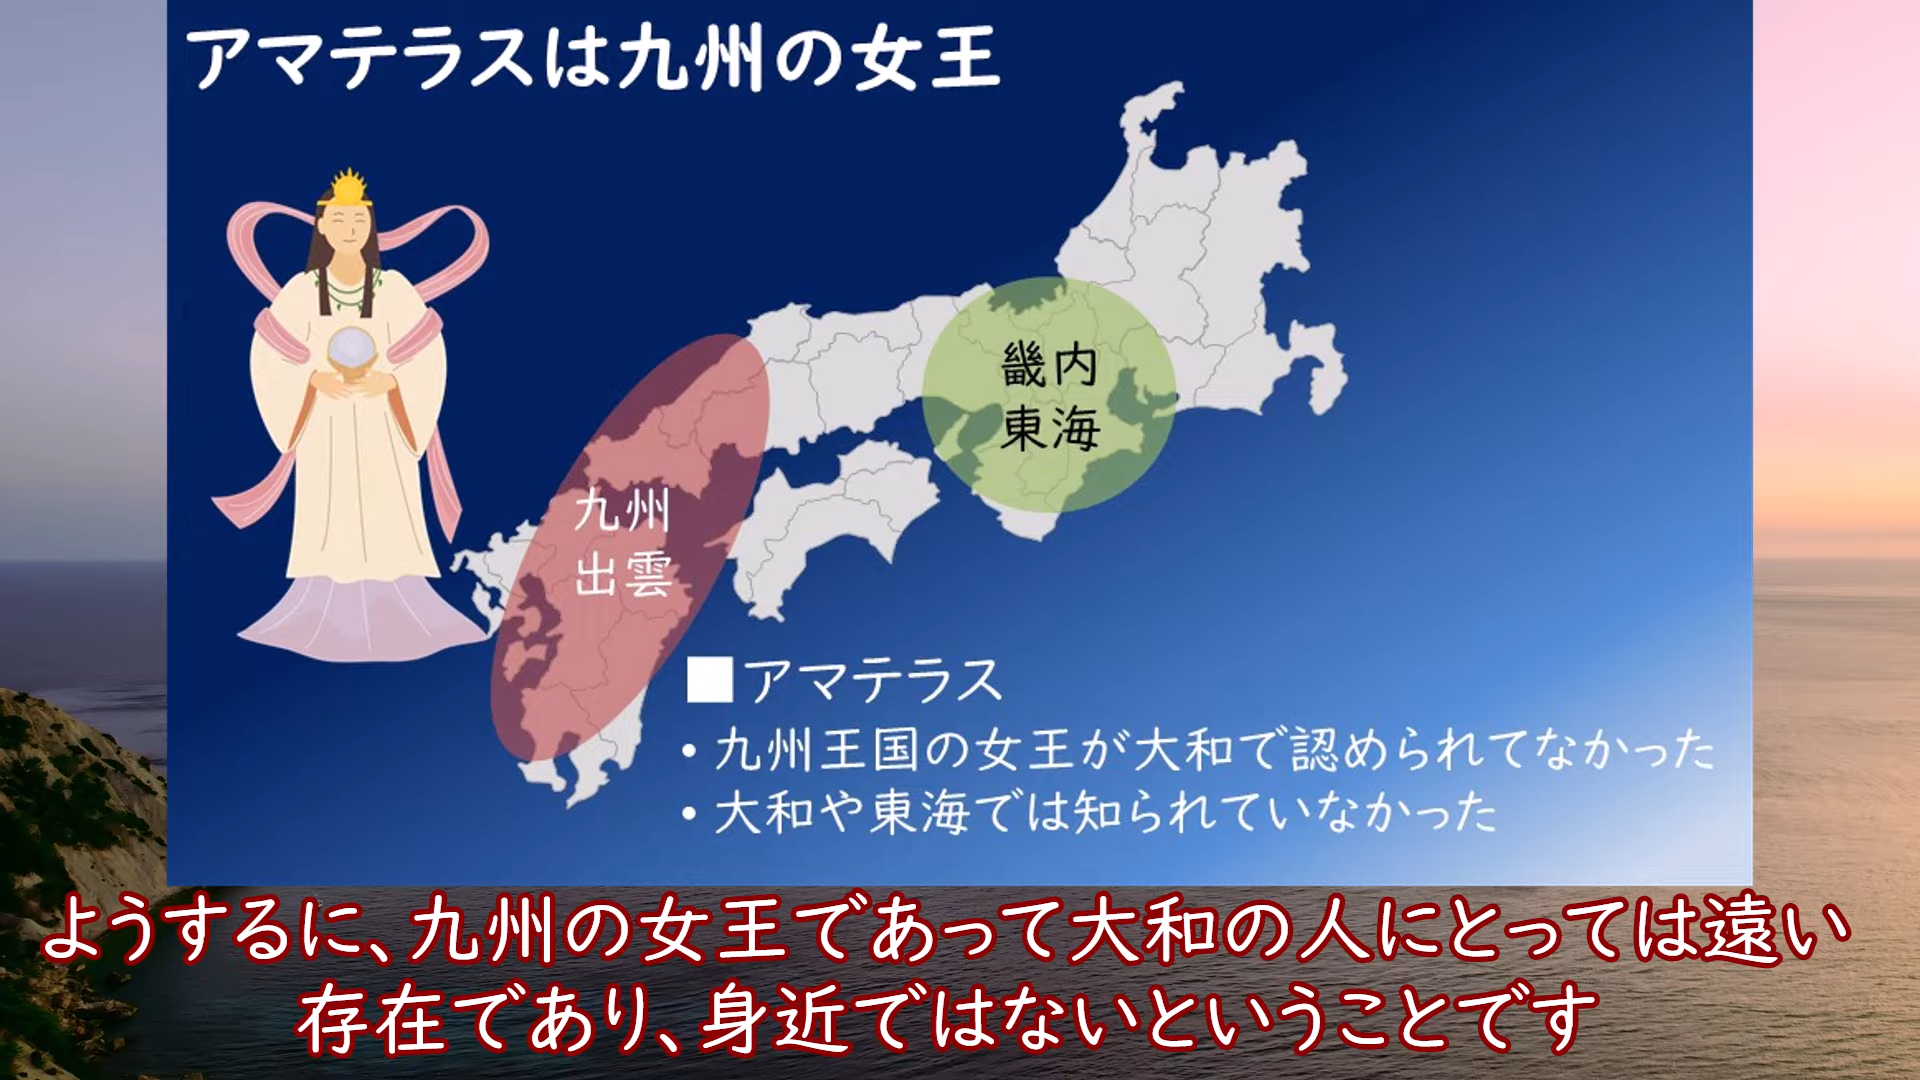 アマテラスは九州の女王
畿内
東海
九州
出雲
■アマテラス
・九州王国の女王が大和で認められてなかった
・大和や東海では知られていなかった
ようするに、九州の女王であって大和の人にとっては遠い
存在であり、身近ではないということです